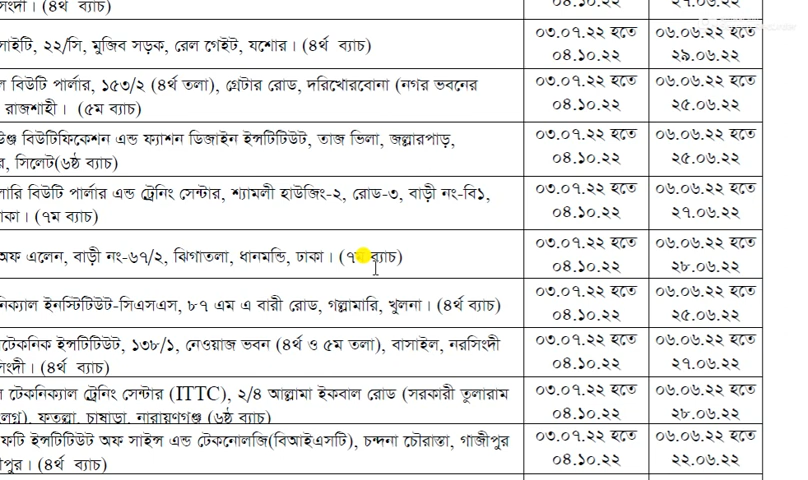 সংদী। (৪র্থ ব্যাচ)
০৪.১০.২২
২৭.০৬.২২
সাইটি, ২২/সি, মুজিব সড়ক, রেল গেইট, যশোর। (৪র্থ ব্যাচ)
০৩.০৭.২২ হতে
০৪.১০.২২
০৬.০৬.২২ হতে
২৯.০৬.২২
ল বিউটি পার্লার, ১৫৩/২ (৪র্থ তলা), গ্রেটার রোড, দরিখোরবোনা (নগর ভবনের
রাজশাহী। (৫ম ব্যাচ)
০৩.০৭.২২ হতে
০৪.১০.২২
০৬.০৬.২২ হতে
২৫.০৬.২২
উঞ্জ বিউটিফিকেশন এন্ড ফ্যাশন ডিজাইন ইন্সটিটিউট, তাজ ভিলা, জল্লারপাড়,
র, সিলেট(৬ষ্ঠ ব্যাচ)
০৩.০৭.২২ হতে
০৪.১০.২২
০৬.০৬.২২ হতে
২৫.০৬.২২
লারি বিউটি পার্লার এন্ড ট্রেনিং সেন্টার, শ্যামলী হাউজিং-২, রোড-৩, বাড়ী নং-বি১,
াকা। (৭ম ব্যাচ)
০৩.০৭.২২ হতে
০৪.১০.২২
০৬.০৬.২২ হতে
২৭.০৬.২২
অফ এলেন, বাড়ী নং-৬৭/২, ঝিগাতলা, ধানমন্ডি, ঢাকা। (৭ম ব্যাচ)
০৩.০৭.২২ হতে
০৪.১০.২২
০৬.০৬.২২ হতে
২৮.০৬.২২
নিক্যাল ইনস্টিটিউট-সিএসএস, ৮৭ এম এ বারী রোড, গল্লামারি, খুলনা। (৪র্থ ব্যাচ)
০৩.০৭.২২ হতে
০৪.১০.২২
০৬.০৬.২২ হতে
২৫.০৬.২২
টেকনিক ইন্সটিটিউট, ১৩৮/১, নেওয়াজ ভবন (৪র্থ ও ৫ম তলা), বাসাইল, নরসিংদী
সংদী। (৪র্থ ব্যাচ)
০৩.০৭.২২ হতে
০৪.১০.২২
০৬.০৬.২২ হতে
২৭.০৬.২২
ল টেকনিক্যাল ট্রেনিং সেন্টার (ITTC), ২/৪ আল্লামা ইকবাল রোড (সরকারী তুলারাম
লগ্ন), ফতুল্লা, চাষাড়া, নারায়ণগঞ্জ (৬ষ্ঠ ব্যাচ)
০৩.০৭.২২ হতে
০৪.১০.২২
০৬.০৬.২২ হতে
২৮.০৬.২২
ফটি ইন্সটিটিউট অফ সাইন্স এন্ড টেকনোলজি(বিআইএসটি), চন্দনা চৌরাস্তা, গাজীপুর
ীপুর। (৪র্থ ব্যাচ)
০৩.০৭.২২ হতে
০৪.১০.২২
০৬.০৬.২২ হতে
২২.০৬.২২